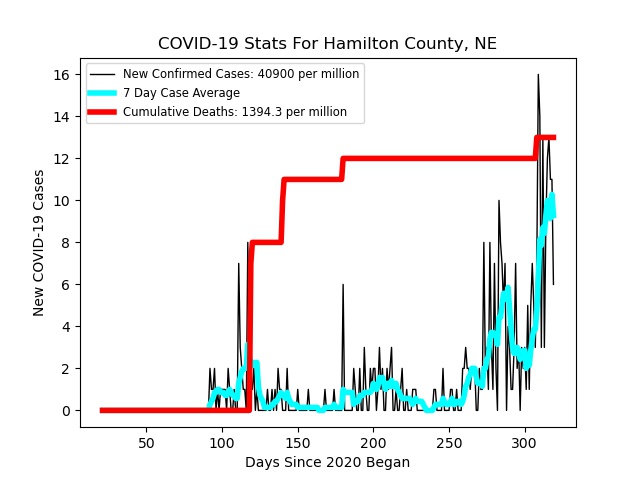 COVID-19 Stats For Hamilton County, NE
New Confirmed Cases: 40900 per million
7 Day Case Average
Cumulative Deaths: 1394.3 per million
New COVID-19 Cases
16
14
12
10
8
6
4
2
0
50 100 150 200 250 300
Days Since 2020 Began